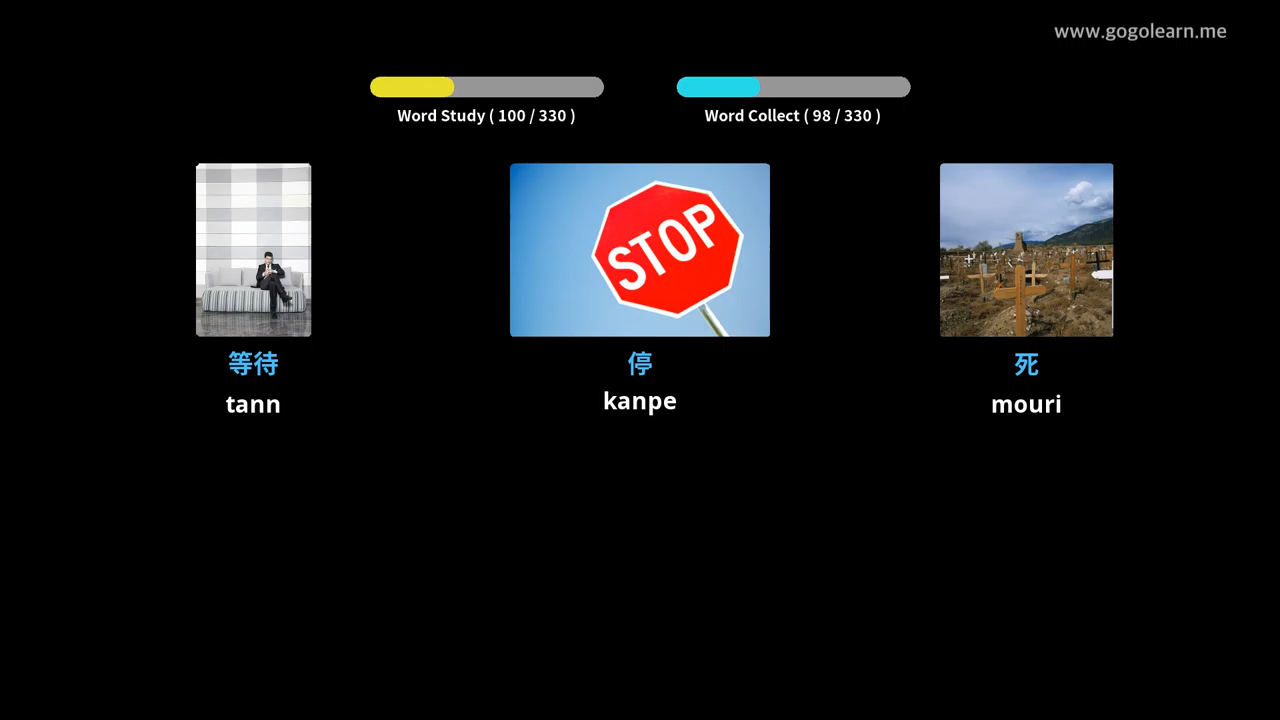 www.gogolearn.me
Word Study ( 100 / 330 )
Word Collect ( 98 / 330 )
STOP
等待
停
死
tann
kanpe
mouri